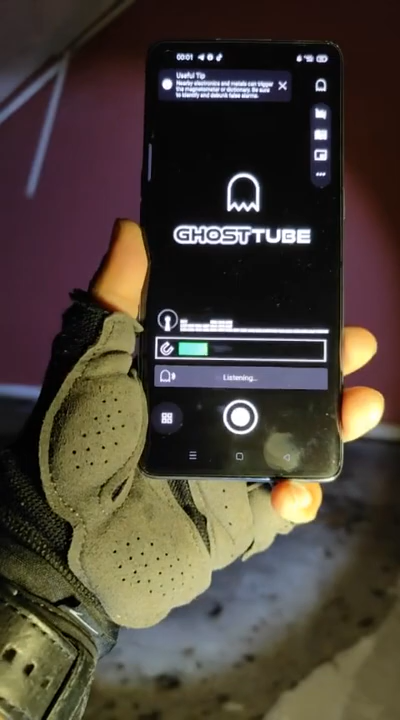 00:01
Useful Tip
Nearby electronics and metals can trigger
the magnetometer or dictionary. Be sure
to identify and debunk false alarms.
GHOSTTUBE
Listening...